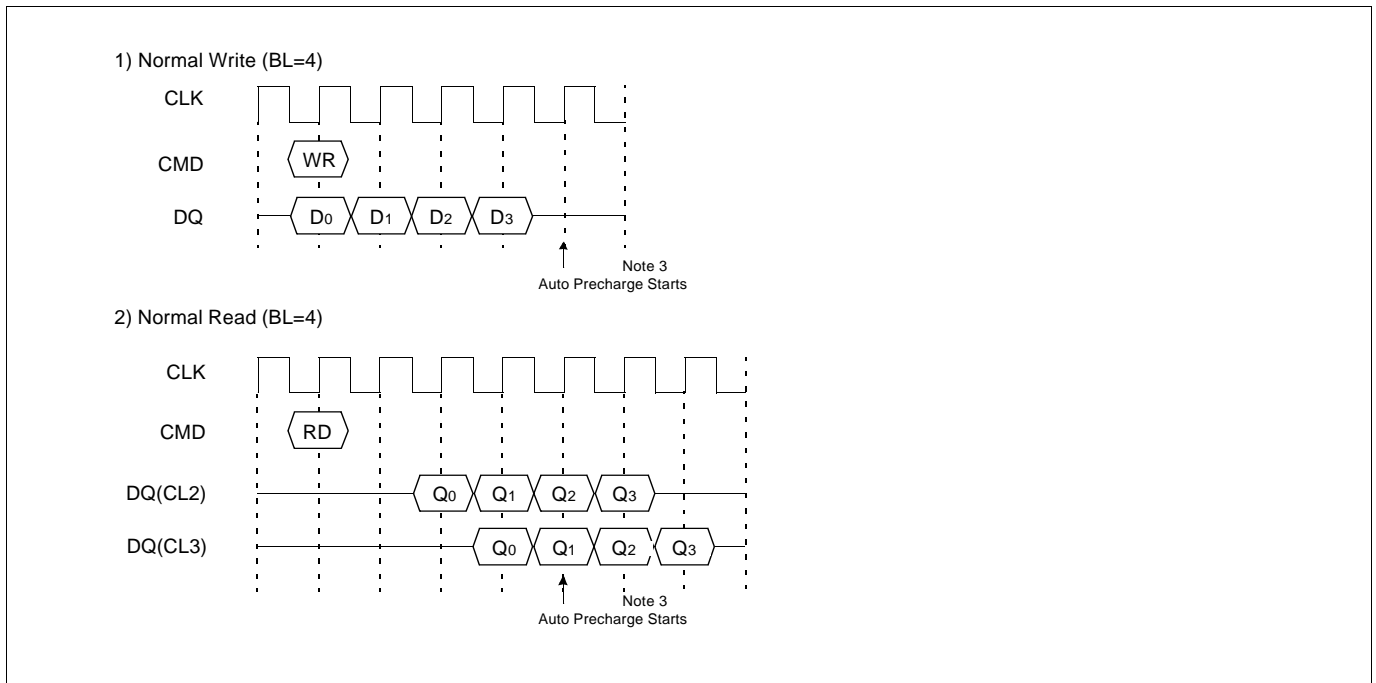 1) Normal Write (BL=4)
CLK
CMD WR
DQ D0 D1 D2 D3
Note 3
Auto Precharge Starts
2) Normal Read (BL=4)
CLK
CMD RD
DQ(CL2) Q0 Q1 Q2 Q3
DQ(CL3) Q0 Q1 Q2 Q3
Note 3
Auto Precharge Starts